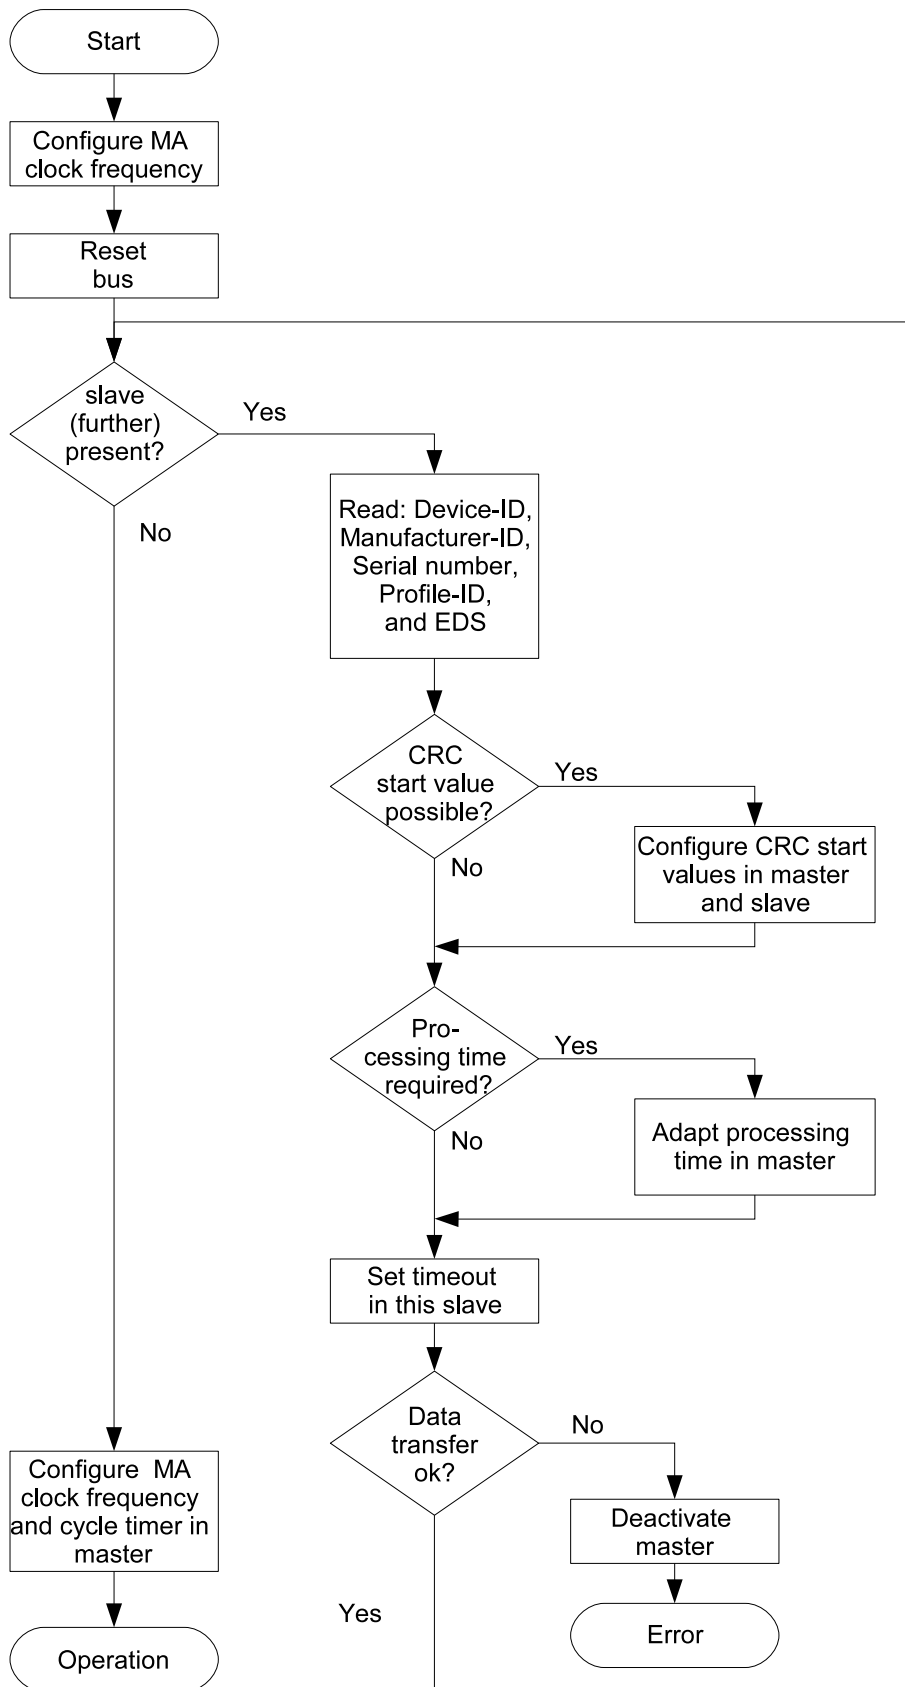 Start
Configure MA
clock frequency
Reset
bus
slave
(further)
present?
Yes
No
Read: Device-ID,
Manufacturer-ID,
Serial number,
Profile-ID,
and EDS
CRC
start value
possible?
Yes
No
Configure CRC start
values in master
and slave
Pro-
cessing time
required?
Yes
No
Adapt processing
time in master
Set timeout
in this slave
Data
transfer
ok?
No
Yes
Deactivate
master
Error
Configure MA
clock frequency
and cycle timer in
master
Operation